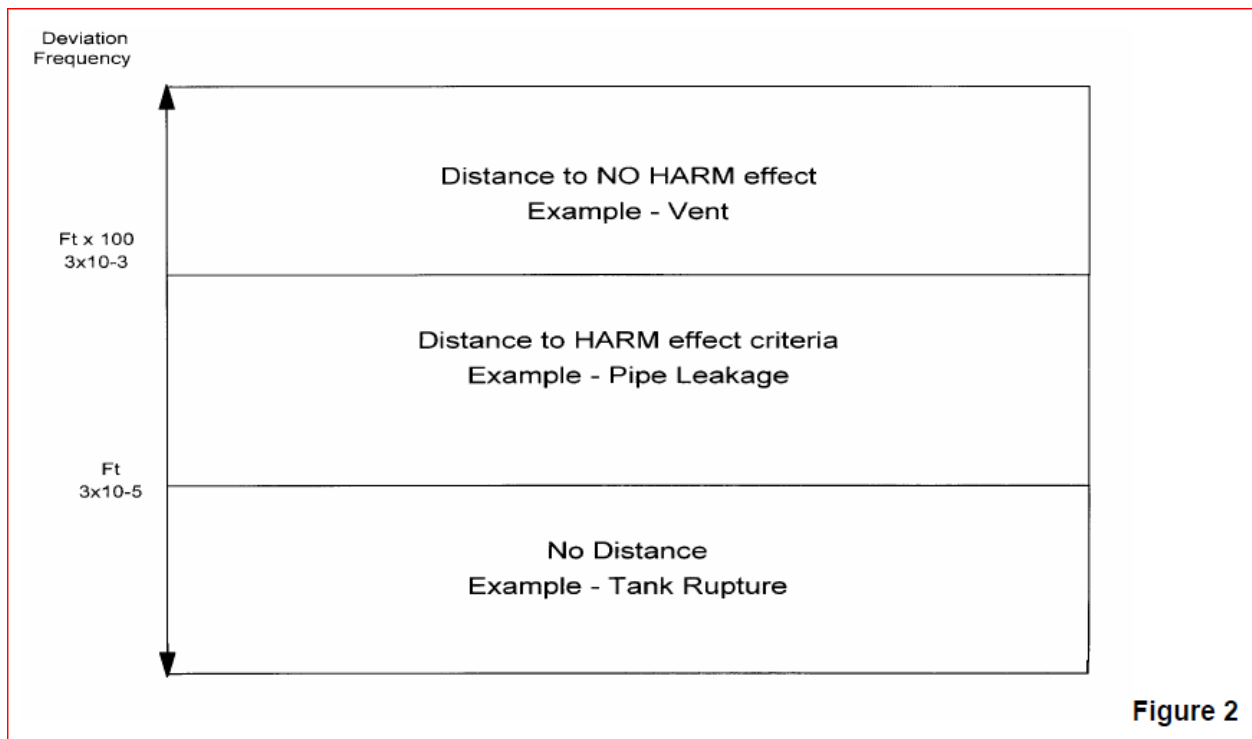 Deviation
Frequency
Distance to NO HARM effect
Example - Vent
Ft x 100
3x10-3
Distance to HARM effect criteria
Example - Pipe Leakage
Ft
3x10-5
No Distance
Example - Tank Rupture
Figure 2